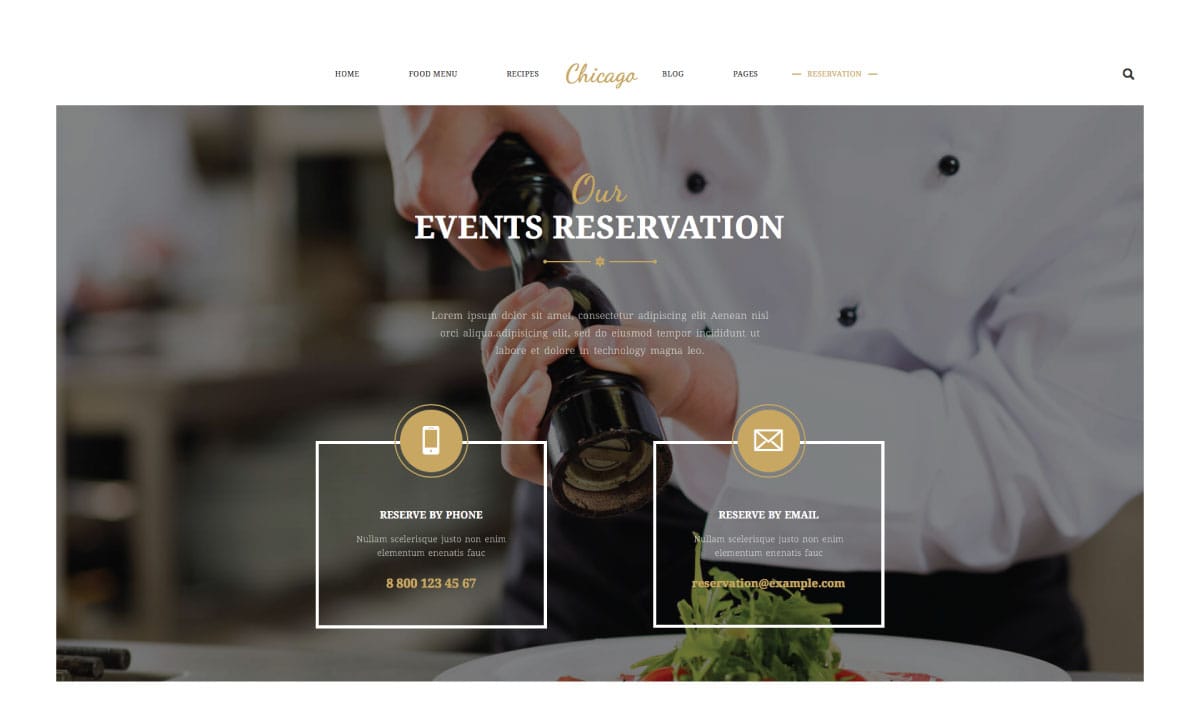 HOME FOOD MENU RECIPES Chicago BLOG PAGES RESERVATION
Our
EVENTS RESERVATION
Lorem ipsum dolor sit amet, consectetur adipiscing elit Aenean nisl
orci aliqua.adipisicing elit, sed do eiusmod tempor incididunt ut
labore et dolore in technology magna leo.
RESERVE BY PHONE
Nullam scelerisque justo non enim
elementum enenatis fauc
8 800 123 45 67
RESERVE BY EMAIL
Nullam scelerisque justo non enim
elementum enenatis fauc
reservation@example.com